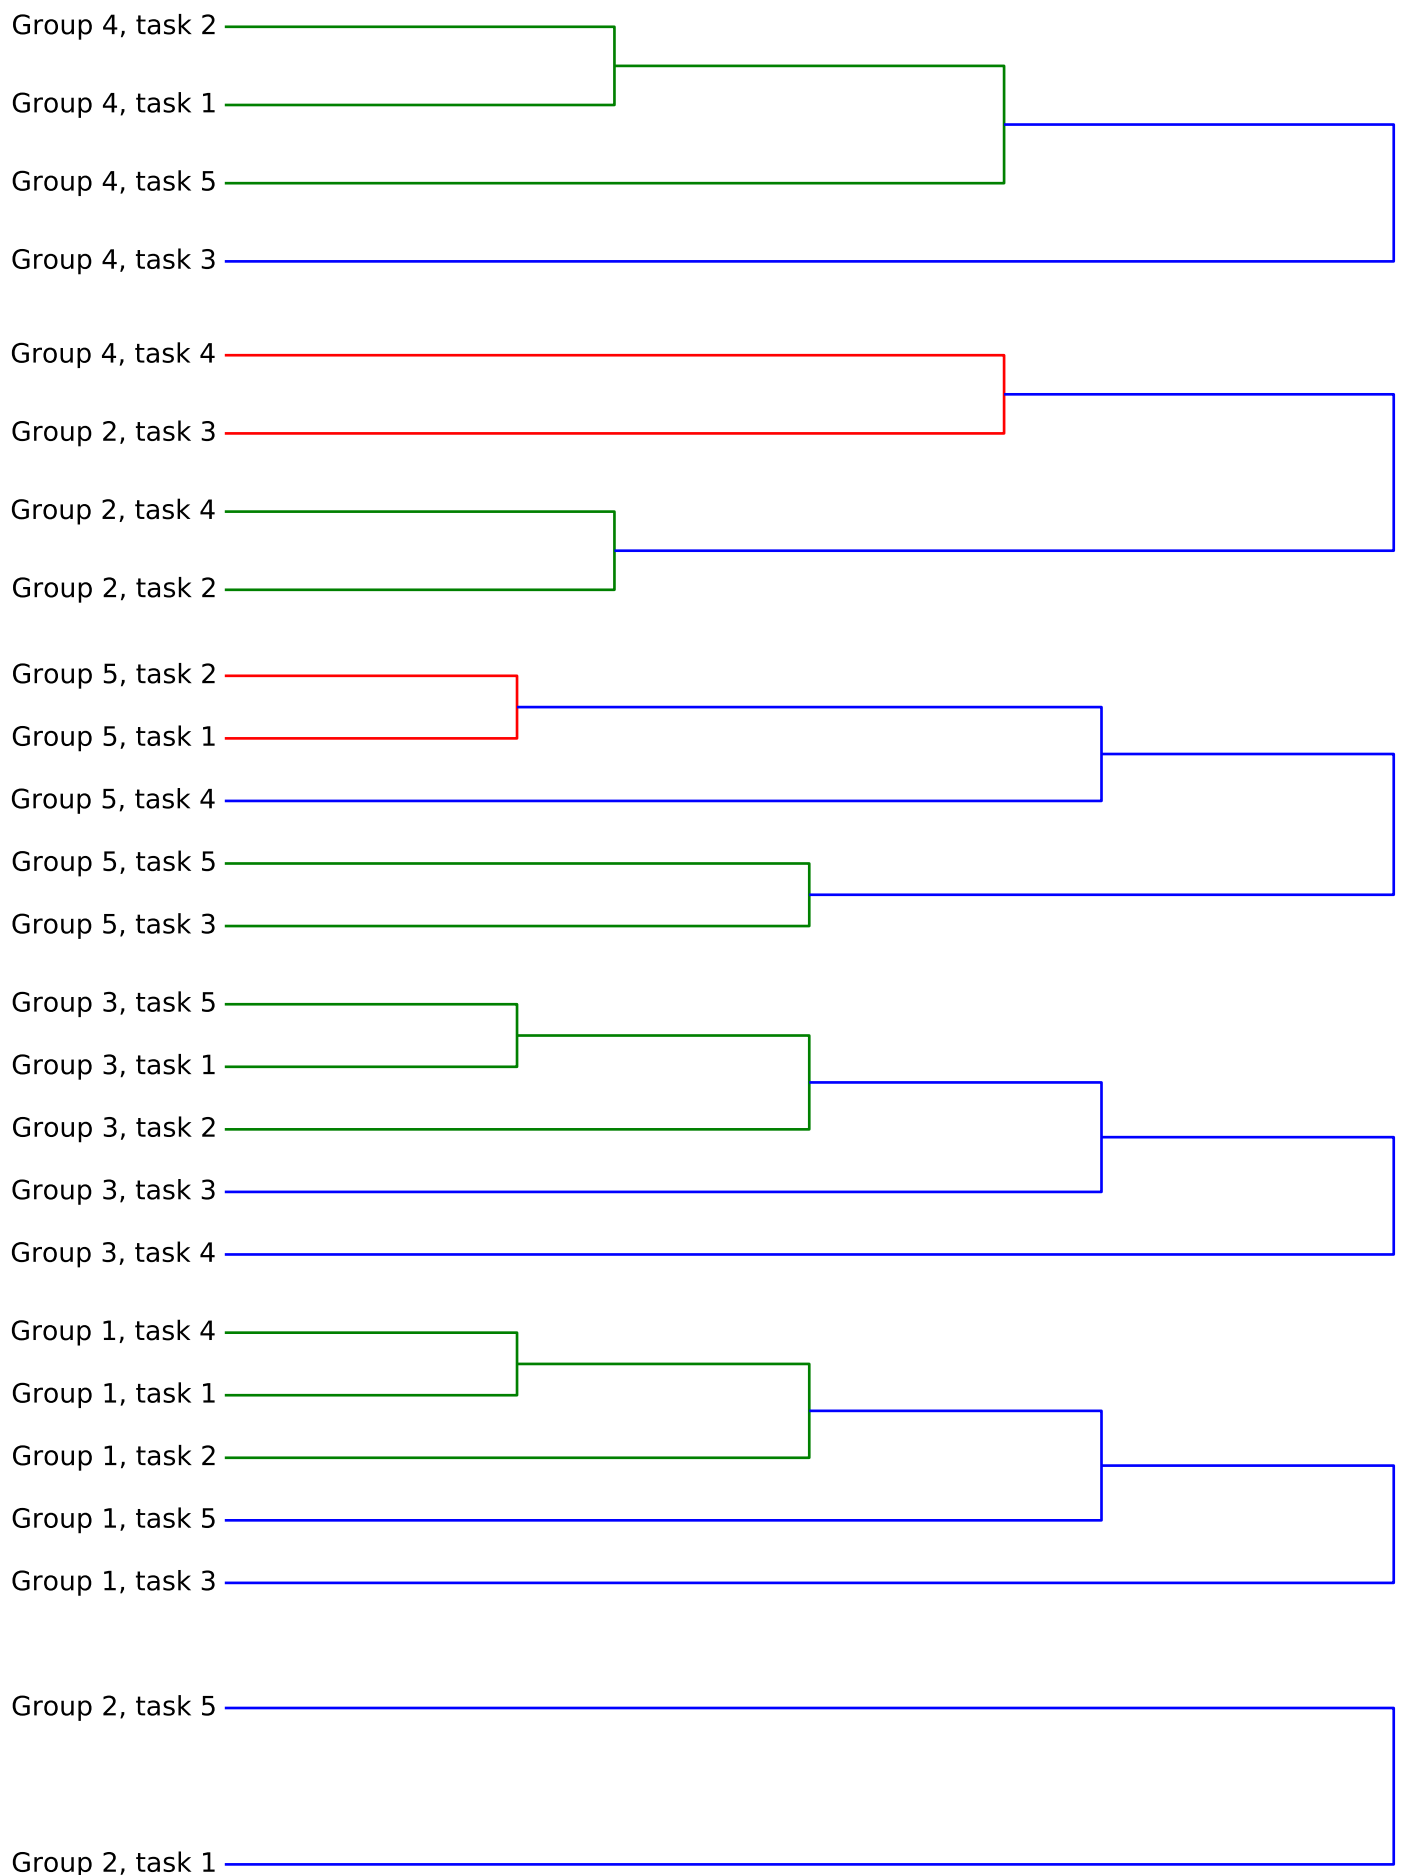 Group 4, task 2
Group 4, task 1
Group 4, task 5
Group 4, task 3
Group 4, task 4
Group 2, task 3
Group 2, task 4
Group 2, task 2
Group 5, task 2
Group 5, task 1
Group 5, task 4
Group 5, task 5
Group 5, task 3
Group 3, task 5
Group 3, task 1
Group 3, task 2
Group 3, task 3
Group 3, task 4
Group 1, task 4
Group 1, task 1
Group 1, task 2
Group 1, task 5
Group 1, task 3
Group 2, task 5
Group 2, task 1